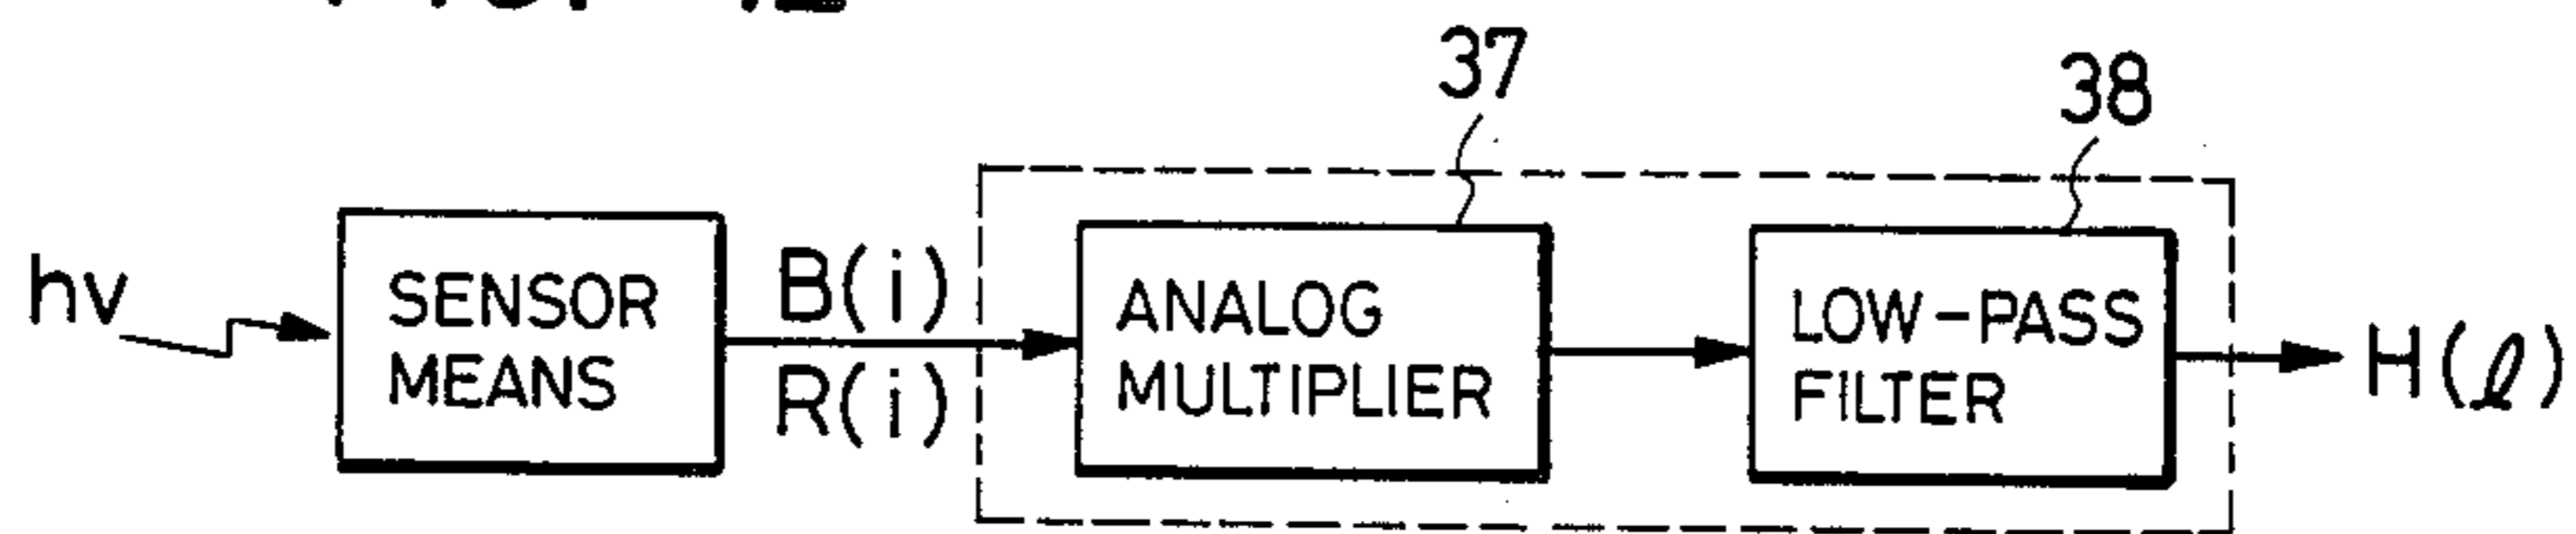 37
38
hν
SENSOR
MEANS
B(i)
R(i)
ANALOG
MULTIPLIER
LOW-PASS
FILTER
H(ℓ)